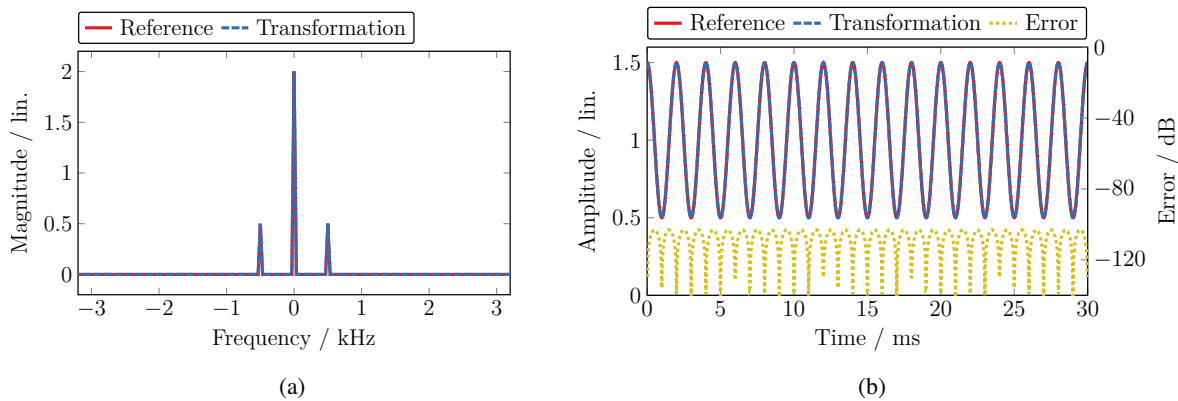 Reference Transformation
2
1.5
1
0.5
0
Magnitude / lin.
−3 −2 −1 0 1 2 3
Frequency / kHz
(a)
Reference Transformation Error
1.5
1
0.5
0
Amplitude / lin.
0
−40
−80
−120
Error / dB
0 5 10 15 20 25 30
Time / ms
(b)